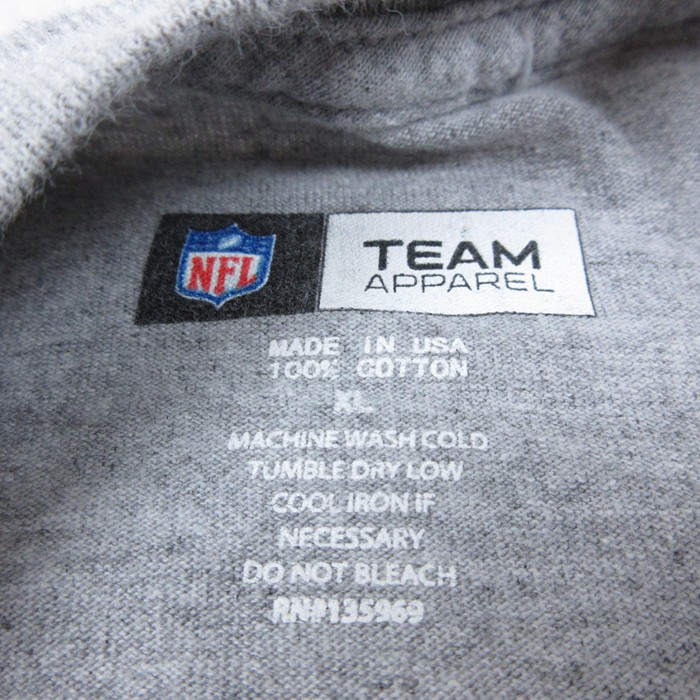 NFL
TEAM
APPAREL
MADE IN USA
100% COTTON
XL
MACHINE WASH COLD
TUMBLE DRY LOW
COOL IRON IF
NECESSARY
DO NOT BLEACH
RN#135969